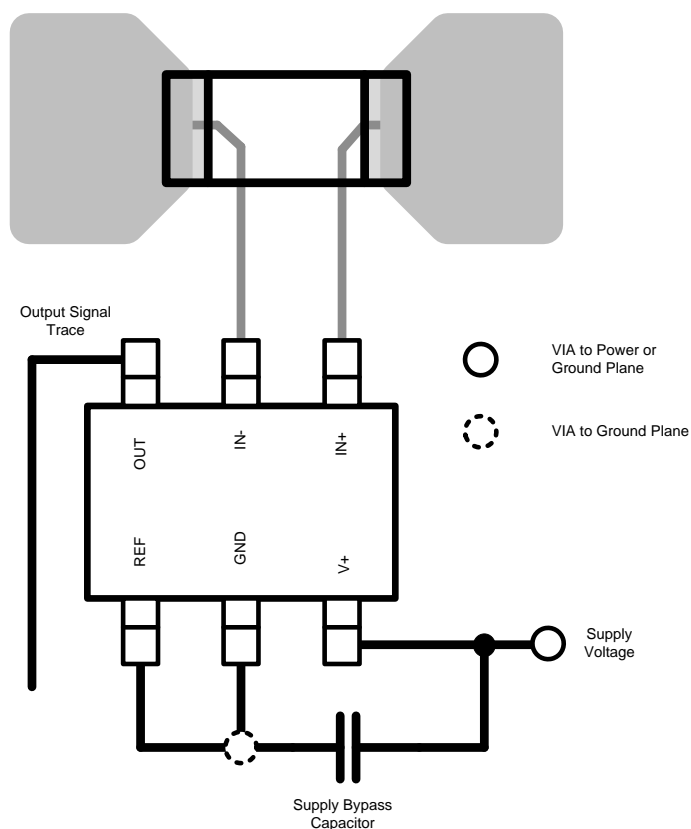 Output Signal
Trace
VIA to Power or
Ground Plane
VIA to Ground Plane
OUT
IN-
IN+
REF
GND
V+
Supply
Voltage
Supply Bypass
Capacitor